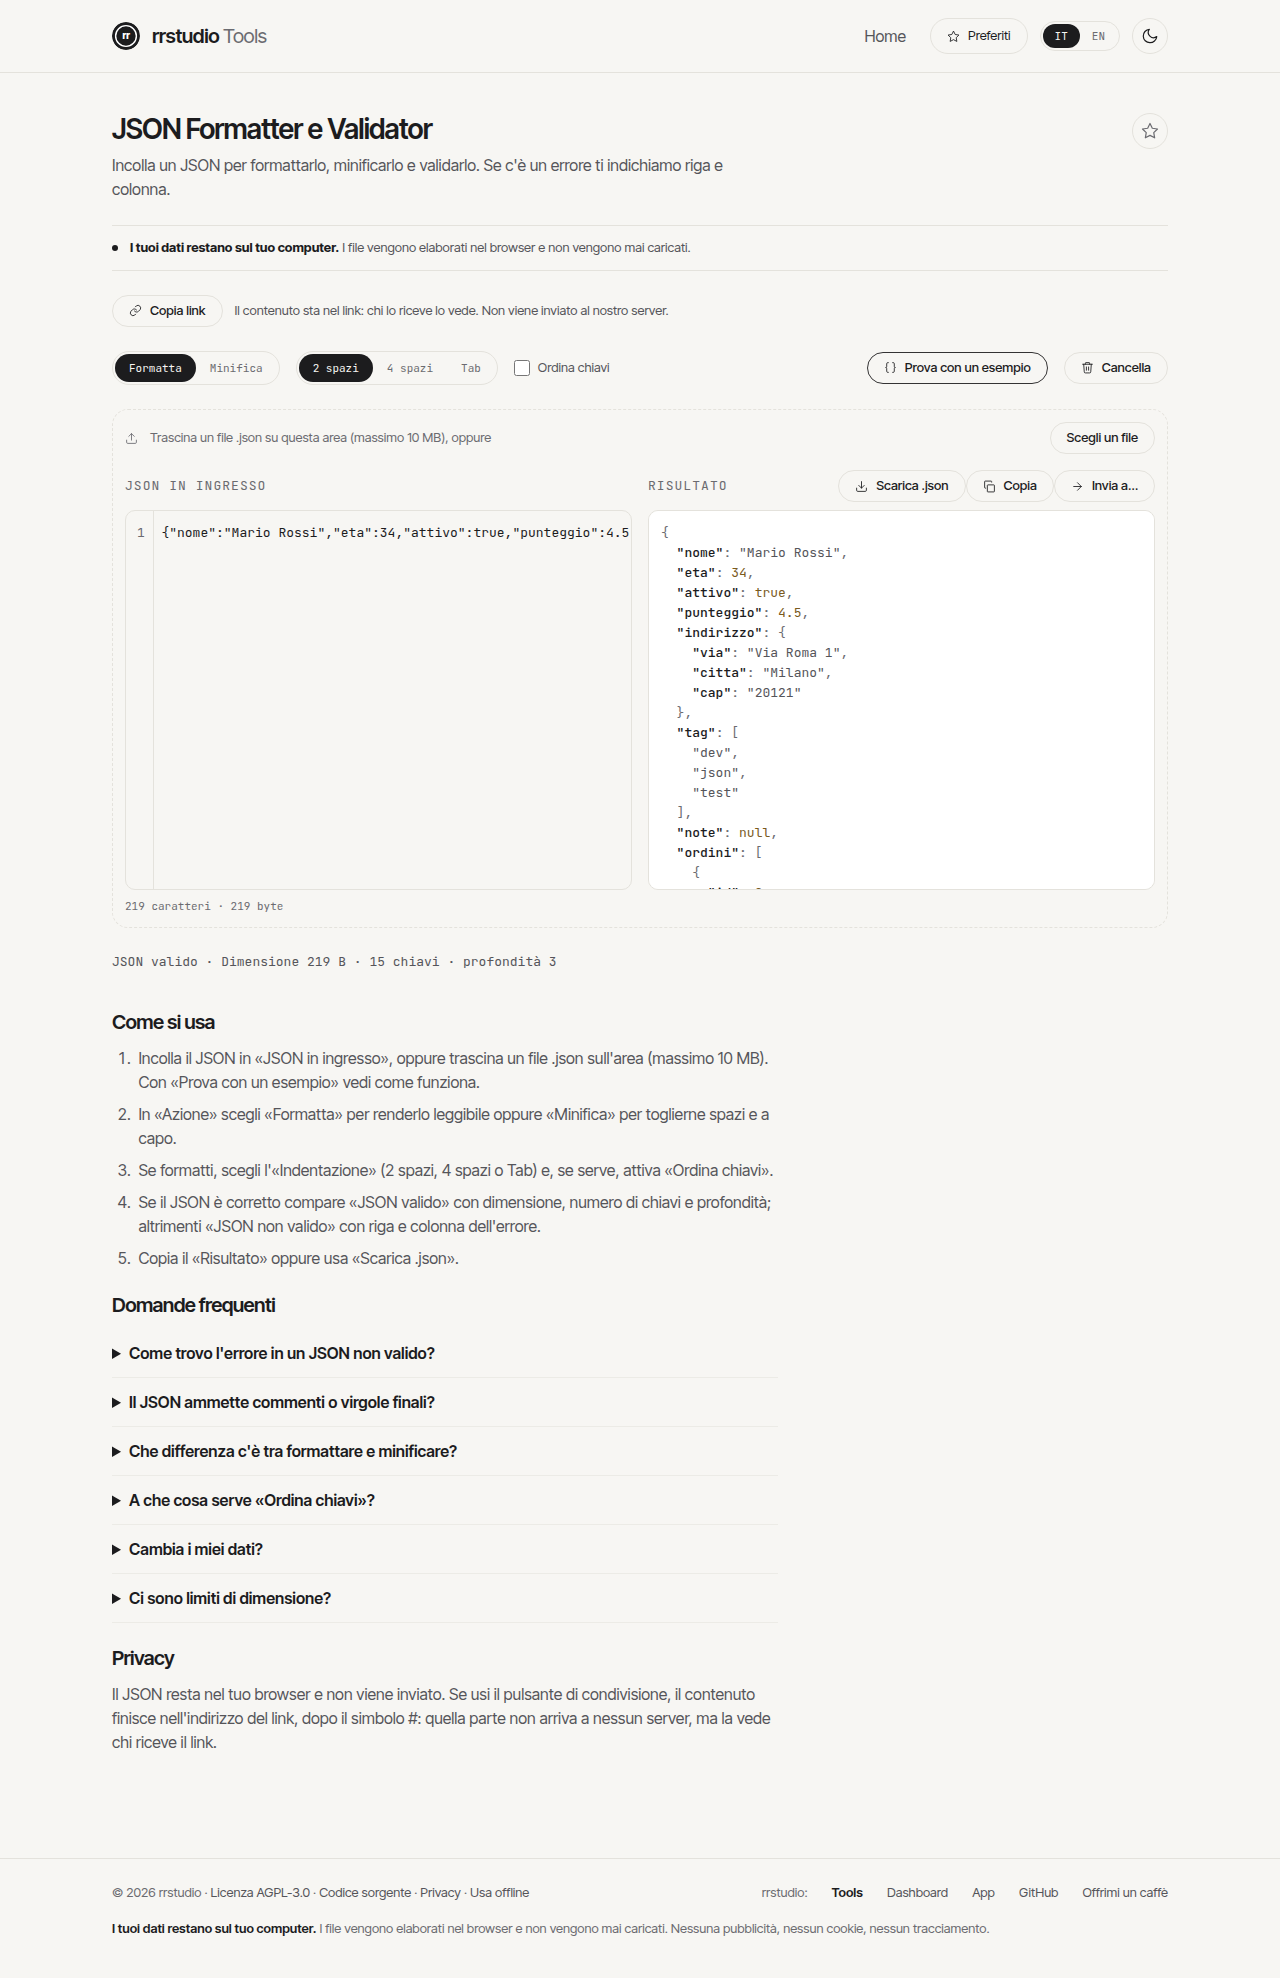 rr rrstudio Tools
Home
Preferiti
IT EN
JSON Formatter e Validator
Incolla un JSON per formattarlo, minificarlo e validarlo. Se c'è un errore ti indichiamo riga e
colonna.
I tuoi dati restano sul tuo computer. I file vengono elaborati nel browser e non vengono mai caricati.
Copia link
Il contenuto sta nel link: chi lo riceve lo vede. Non viene inviato al nostro server.
Formatta Minifica
2 spazi 4 spazi Tab
Ordina chiavi
{} Prova con un esempio
Cancella
Trascina un file .json su questa area (massimo 10 MB), oppure
Scegli un file
JSON IN INGRESSO
1 {"nome":"Mario Rossi","eta":34,"attivo":true,"punteggio":4.5
219 caratteri · 219 byte
RISULTATO
Scarica .json
Copia
Invia a...
{
"nome": "Mario Rossi",
"eta": 34,
"attivo": true,
"punteggio": 4.5,
"indirizzo": {
"via": "Via Roma 1",
"citta": "Milano",
"cap": "20121"
},
"tag": [
"dev",
"json",
"test"
],
"note": null,
"ordini": [
{
JSON valido · Dimensione 219 B · 15 chiavi · profondità 3
Come si usa
1. Incolla il JSON in «JSON in ingresso», oppure trascina un file .json sull'area (massimo 10 MB).
Con «Prova con un esempio» vedi come funziona.
2. In «Azione» scegli «Formatta» per renderlo leggibile oppure «Minifica» per toglierne spazi e a
capo.
3. Se formatti, scegli l'«Indentazione» (2 spazi, 4 spazi o Tab) e, se serve, attiva «Ordina chiavi».
4. Se il JSON è corretto compare «JSON valido» con dimensione, numero di chiavi e profondità;
altrimenti «JSON non valido» con riga e colonna dell'errore.
5. Copia il «Risultato» oppure usa «Scarica .json».
Domande frequenti
Come trovo l'errore in un JSON non valido?
Il JSON ammette commenti o virgole finali?
Che differenza c'è tra formattare e minificare?
A che cosa serve «Ordina chiavi»?
Cambia i miei dati?
Ci sono limiti di dimensione?
Privacy
Il JSON resta nel tuo browser e non viene inviato. Se usi il pulsante di condivisione, il contenuto
finisce nell'indirizzo del link, dopo il simbolo #: quella parte non arriva a nessun server, ma la vede
chi riceve il link.
© 2026 rrstudio · Licenza AGPL-3.0 · Codice sorgente · Privacy · Usa offline
rrstudio: Tools Dashboard App GitHub Offrimi un caffè
I tuoi dati restano sul tuo computer. I file vengono elaborati nel browser e non vengono mai caricati. Nessuna pubblicità, nessun cookie, nessun tracciamento.